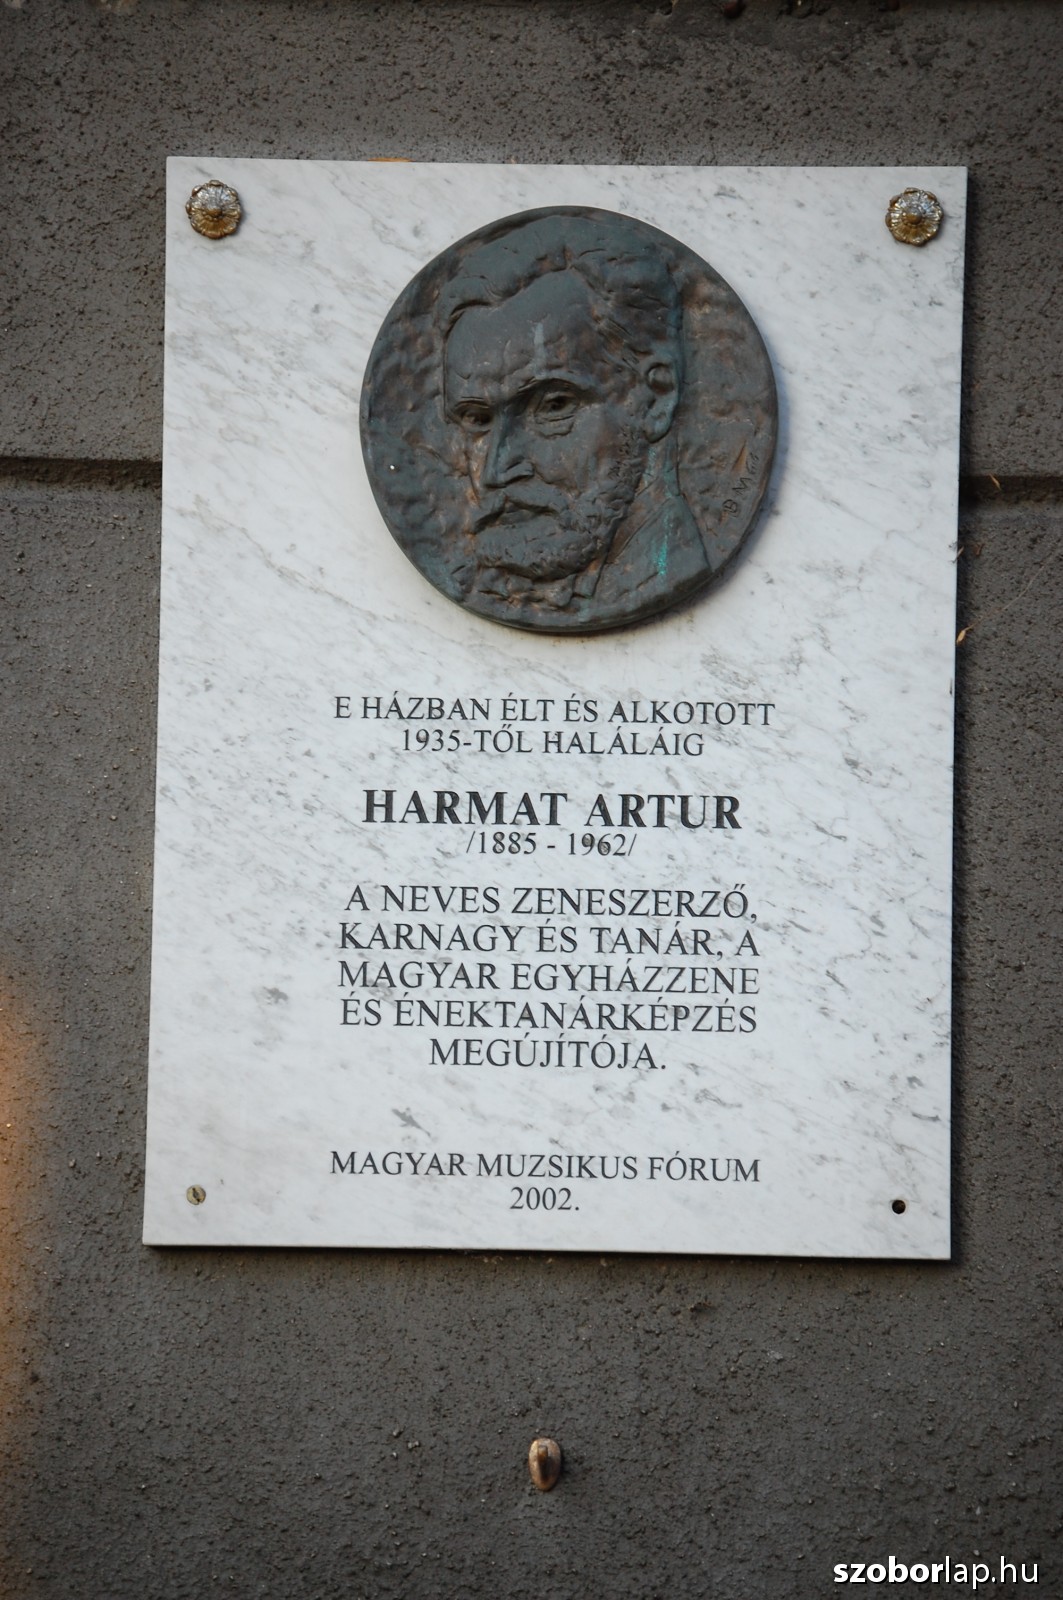 E HÁZBAN ÉLT ÉS ALKOTOTT
1935-TŐL HALÁLÁIG
HARMAT ARTUR
/1885 - 1962/
A NEVES ZENESZERZŐ,
KARNAGY ÉS TANÁR, A
MAGYAR EGYHÁZZENE
ÉS ÉNEKTANÁRKÉPZÉS
MEGÚJÍTÓJA.
MAGYAR MUZSIKUS FÓRUM
2002.
szoborlap.hu